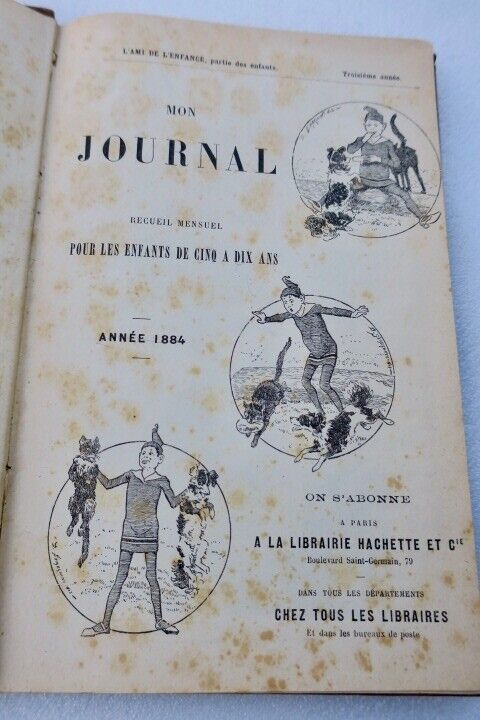 L'AMI DE L'ENFANCE, partie des enfants.
Troisième année.
MON
JOURNAL
RECUEIL MENSUEL
POUR LES ENFANTS DE CINQ A DIX ANS
ANNÉE 1884
ON S'ABONNE
A PARIS
A LA LIBRAIRIE HACHETTE ET Cie
Boulevard Saint-Germain, 79
DANS TOUS LES DÉPARTEMENTS
CHEZ TOUS LES LIBRAIRES
Et dans les bureaux de poste